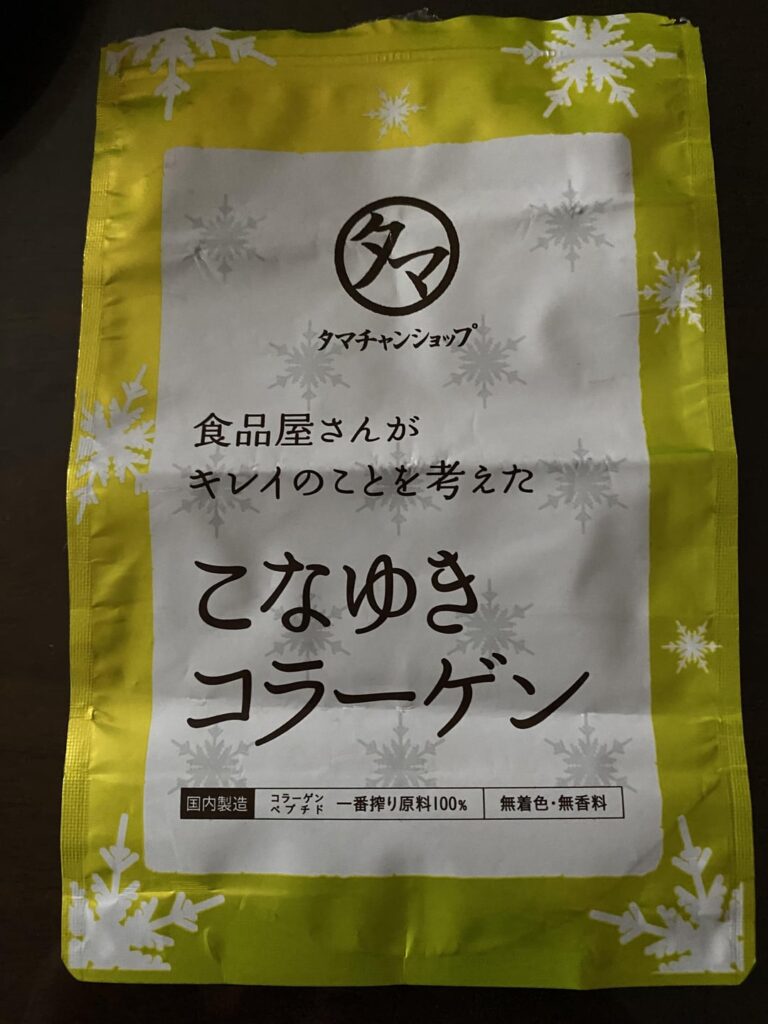 タマ
タマチャンショップ
食品屋さんが
キレイのことを考えた
こなゆき
コラーゲン
国内製造 コラーゲンペプチド 一番搾り原料100% 無着色・無香料